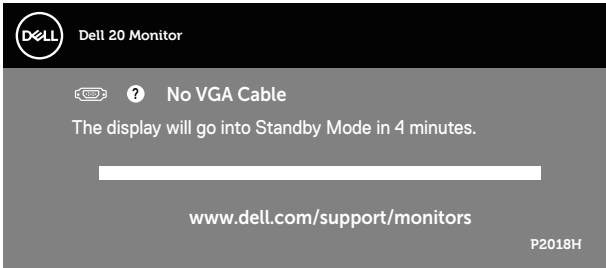 DELL
Dell 20 Monitor
? No VGA Cable
The display will go into Standby Mode in 4 minutes.
www.dell.com/support/monitors
P2018H